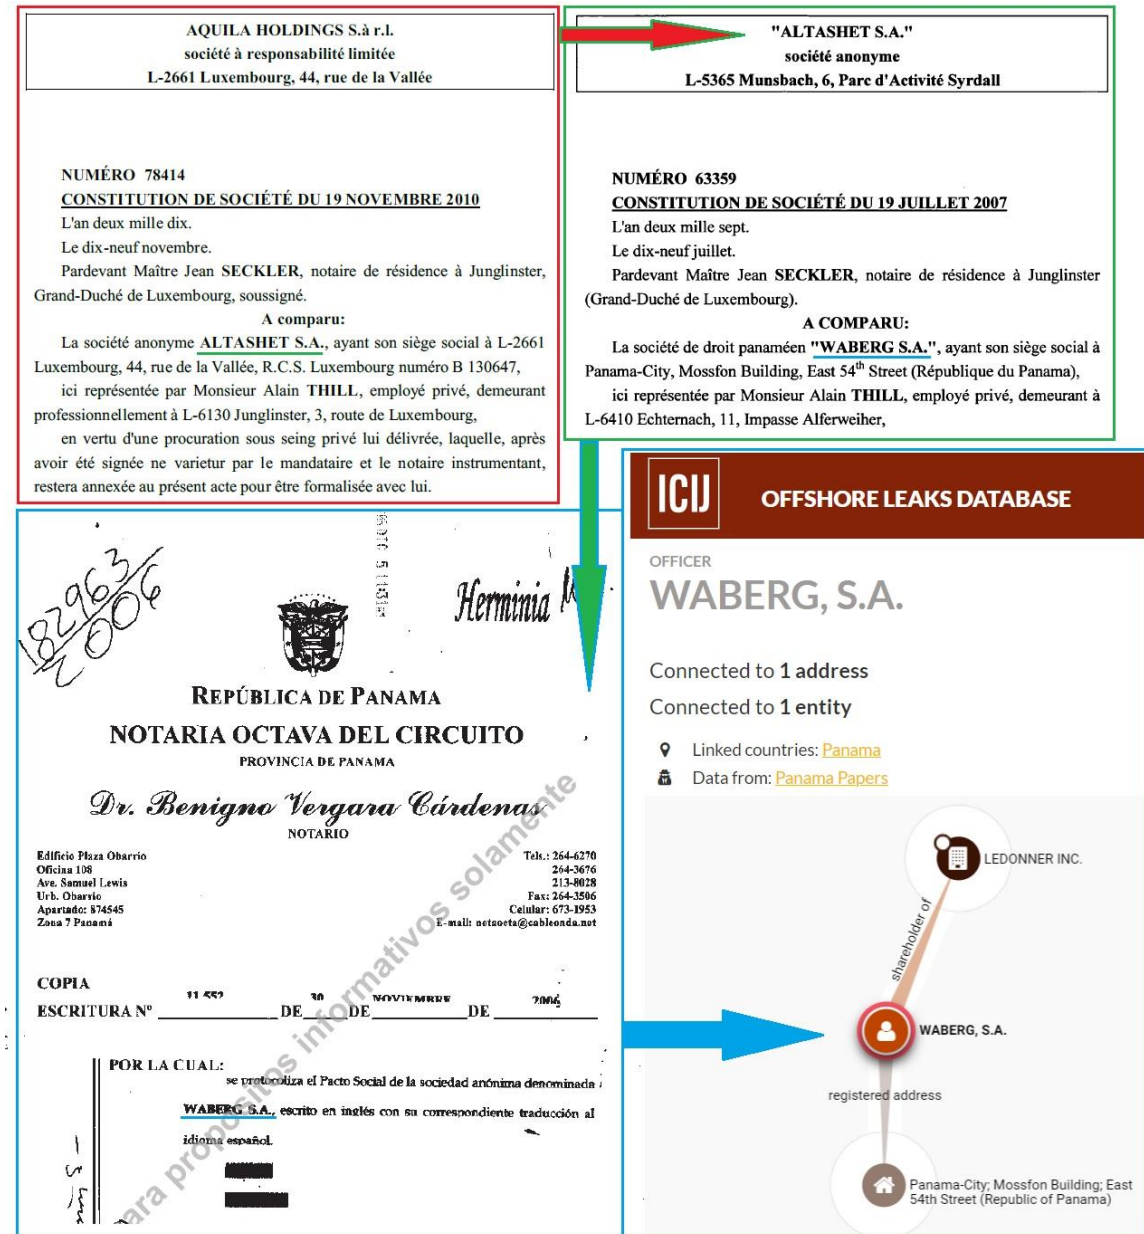 AQUILA HOLDINGS S.à r.l.
société à responsabilité limitée
L-2661 Luxembourg, 44, rue de la Vallée
NUMÉRO 78414
CONSTITUTION DE SOCIÉTÉ DU 19 NOVEMBRE 2010
L'an deux mille dix.
Le dix-neuf novembre.
Pardevant Maître Jean SECKLER, notaire de résidence à Junglinster,
Grand-Duché de Luxembourg, soussigné.
A comparu:
La société anonyme ALTASHET S.A., ayant son siège social à L-2661
Luxembourg, 44, rue de la Vallée, R.C.S. Luxembourg numéro B 130647,
ici représentée par Monsieur Alain THILL, employé privé, demeurant
professionnellement à L-6130 Junglinster, 3, route de Luxembourg,
en vertu d'une procuration sous seing privé lui délivrée, laquelle, après
avoir été signée ne varietur par le mandataire et le notaire instrumentant,
restera annexée au présent acte pour être formalisée avec lui.
"ALTASHET S.A."
société anonyme
L-5365 Munsbach, 6, Parc d'Activité Syrdall
NUMÉRO 63359
CONSTITUTION DE SOCIÉTÉ DU 19 JUILLET 2007
L'an deux mille sept.
Le dix-neuf juillet.
Pardevant Maître Jean SECKLER, notaire de résidence à Junglinster
(Grand-Duché de Luxembourg).
A COMPARU:
La société de droit panaméen "WABERG S.A.", ayant son siège social à
Panama-City, Mossfon Building, East 54th Street (République du Panama),
ici représentée par Monsieur Alain THILL, employé privé, demeurant à
L-6410 Echternach, 11, Impasse Alferweiher,
182963/
2006
Herminia
REPÚBLICA DE PANAMA
NOTARIA OCTAVA DEL CIRCUITO
PROVINCIA DE PANAMA
Dr. Benigno Vergara Cárdenas
NOTARIO
Edificio Plaza Obarrio
Oficina 108
Ave. Samuel Lewis
Urb. Obarrio
Apartado: 874545
Zona 7 Panamá
Tels.: 264-6270
264-3676
213-8028
Fax: 264-3506
Celular: 673-1953
E-mail: notaocta@cableonda.net
COPIA
ESCRITURA Nº 11.552 DE 30 DE NOVIEMBRE DE 2006
POR LA CUAL:
se protocoliza el Pacto Social de la sociedad anónima denominada
WABERG S.A., escrito en inglés con su correspondiente traducción al
idioma español.
para propositos informativos solamente
ICIJ OFFSHORE LEAKS DATABASE
OFFICER
WABERG, S.A.
Connected to 1 address
Connected to 1 entity
Linked countries: Panama
Data from: Panama Papers
LEDONNER INC.
shareholder of
WABERG, S.A.
registered address
Panama-City; Mossfon Building; East
54th Street (Republic of Panama)